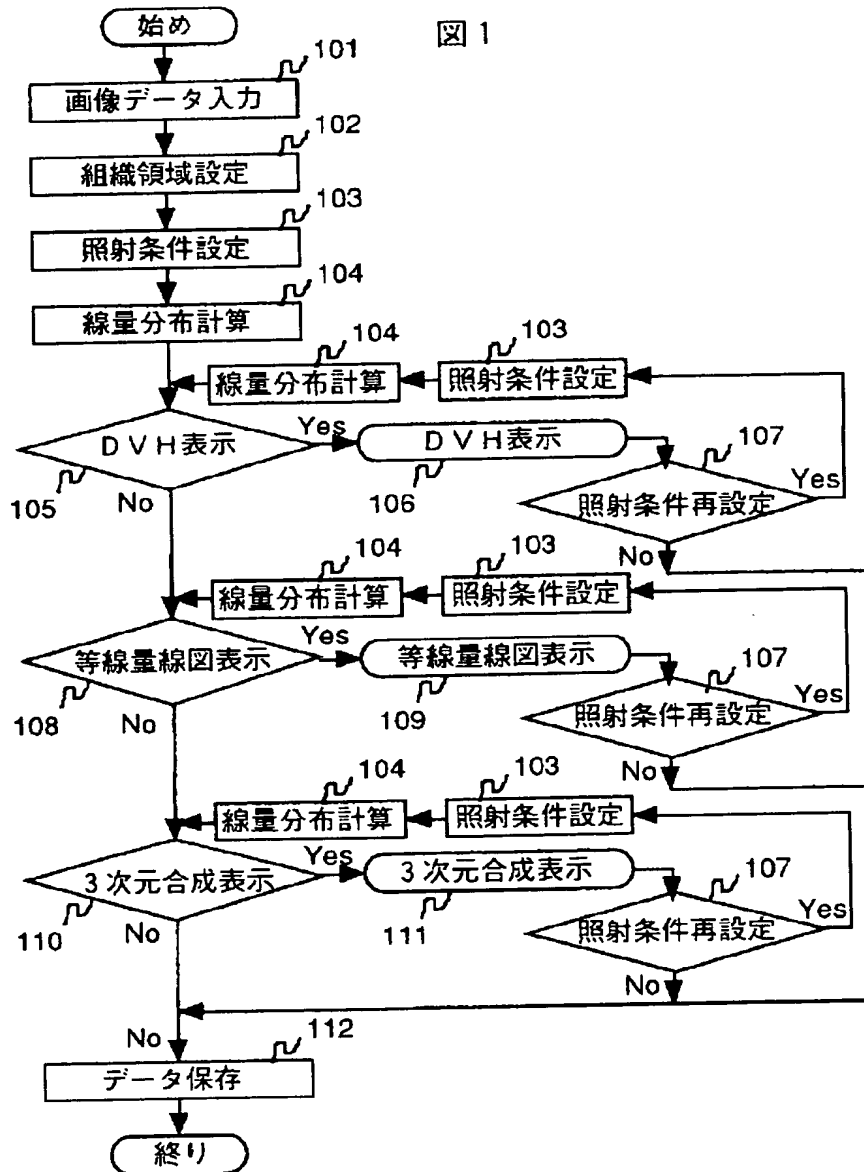 図1
始め
101
画像データ入力
102
組織領域設定
103
照射条件設定
104
線量分布計算
104
線量分布計算
103
照射条件設定
DVH表示
Yes
105
No
DVH表示
106
107
照射条件再設定
Yes
No
104
線量分布計算
103
照射条件設定
等線量線図表示
Yes
108
No
等線量線図表示
109
107
照射条件再設定
Yes
No
104
線量分布計算
103
照射条件設定
3次元合成表示
Yes
110
No
3次元合成表示
111
107
照射条件再設定
Yes
No
No
112
データ保存
終り